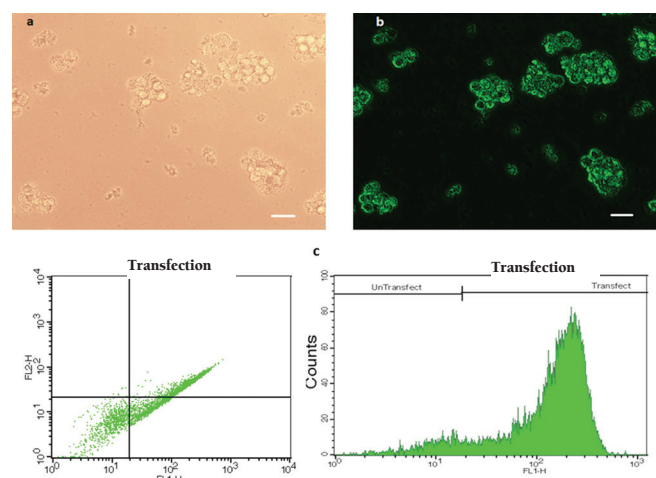 a
b
c
Transfection
10⁴
10³
10²
10¹
10⁰
FL2-H
10⁰ 10¹ 10² 10³ 10⁴
FL1-H
Transfection
UnTransfect Transfect
100
80
60
40
20
0
Counts
10⁰ 10¹ 10² 10³
FL1-H